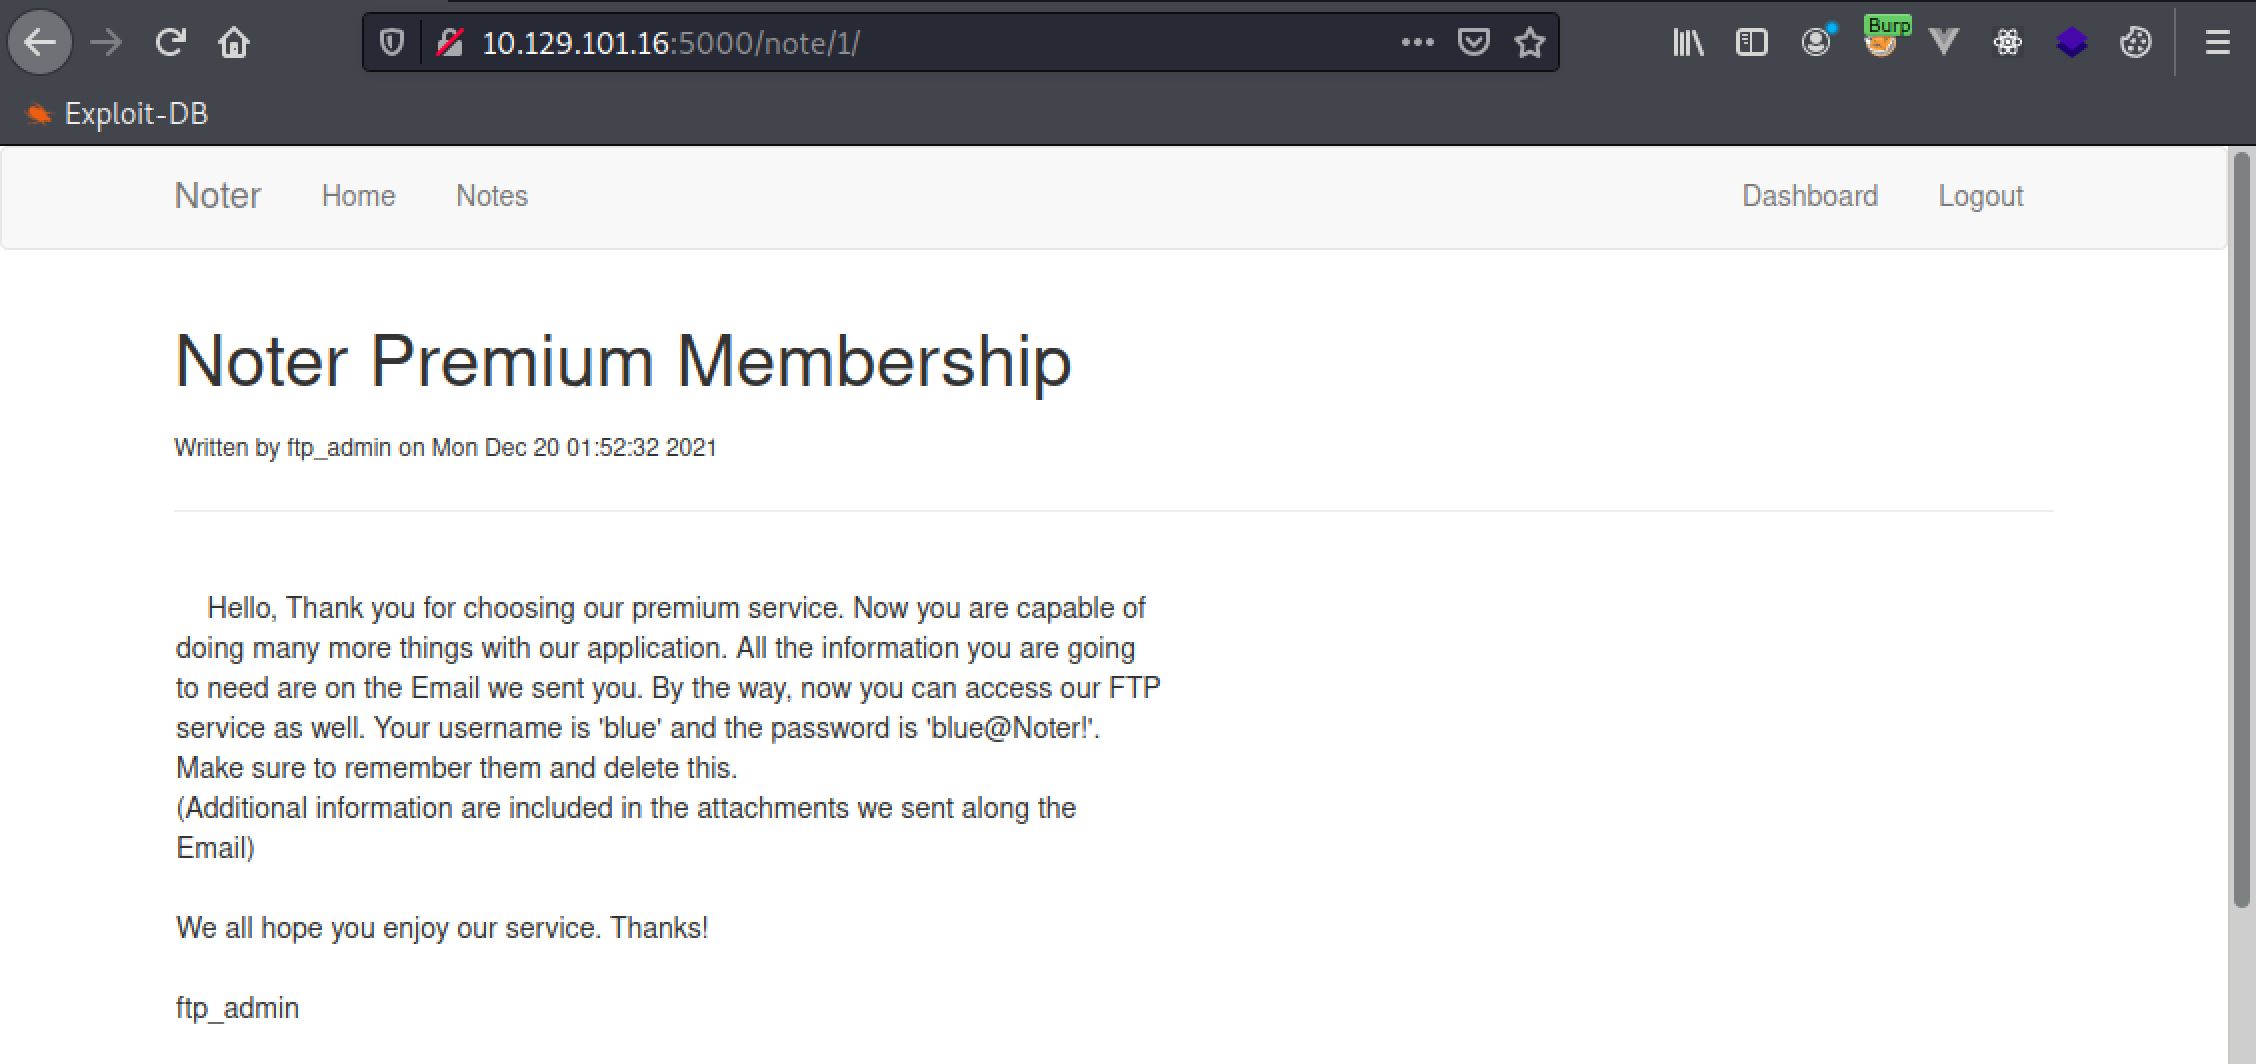 10.129.101.16:5000/note/1/
Burp
Exploit-DB
Noter Home Notes Dashboard Logout
Noter Premium Membership
Written by ftp_admin on Mon Dec 20 01:52:32 2021
Hello, Thank you for choosing our premium service. Now you are capable of
doing many more things with our application. All the information you are going
to need are on the Email we sent you. By the way, now you can access our FTP
service as well. Your username is 'blue' and the password is 'blue@Noter!'.
Make sure to remember them and delete this.
(Additional information are included in the attachments we sent along the
Email)
We all hope you enjoy our service. Thanks!
ftp_admin